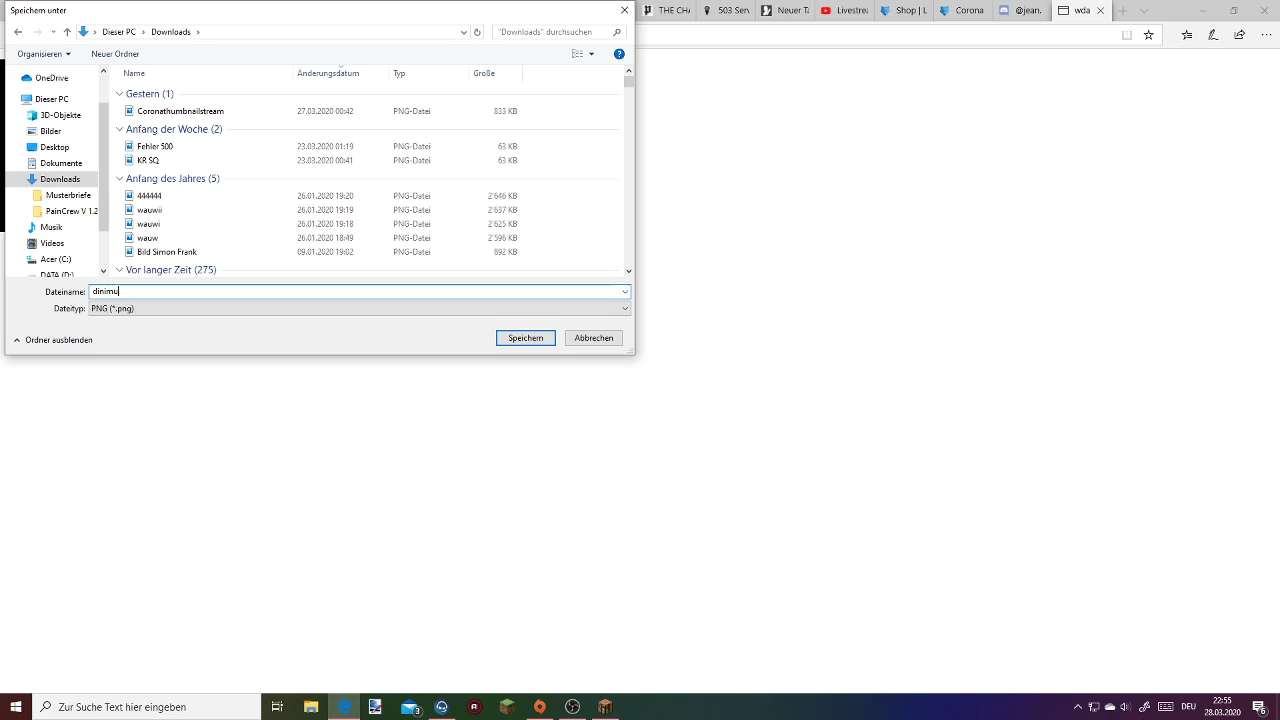 Speichern unter
THE CHA
503 Serv
Neuer Ta
Livestrea
Shop | L
Corona
@jean.
wda
Dieser PC > Downloads >
"Downloads" durchsuchen
Organisieren
Neuer Ordner
OneDrive
Dieser PC
3D-Objekte
Bilder
Desktop
Dokumente
Downloads
Musterbriefe
PainCrew V 1.2
Musik
Videos
Acer (C:)
DATA (D:)
Name Änderungsdatum Typ Größe
Gestern (1)
Coronathumbnailstream 27.03.2020 00:42 PNG-Datei 833 KB
Anfang der Woche (2)
Fehler 500 23.03.2020 01:19 PNG-Datei 63 KB
KR SQ 23.03.2020 00:41 PNG-Datei 63 KB
Anfang des Jahres (5)
444444 26.01.2020 19:20 PNG-Datei 2'646 KB
wauwii 26.01.2020 19:19 PNG-Datei 2'637 KB
wauwi 26.01.2020 19:18 PNG-Datei 2'625 KB
wauw 26.01.2020 18:49 PNG-Datei 2'596 KB
Bild Simon Frank 09.01.2020 19:02 PNG-Datei 892 KB
Vor langer Zeit (275)
Dateiname: dinimu
Dateityp: PNG (*.png)
Ordner ausblenden
Speichern
Abbrechen
Zur Suche Text hier eingeben
3
DEU
22:55
28.03.2020
6